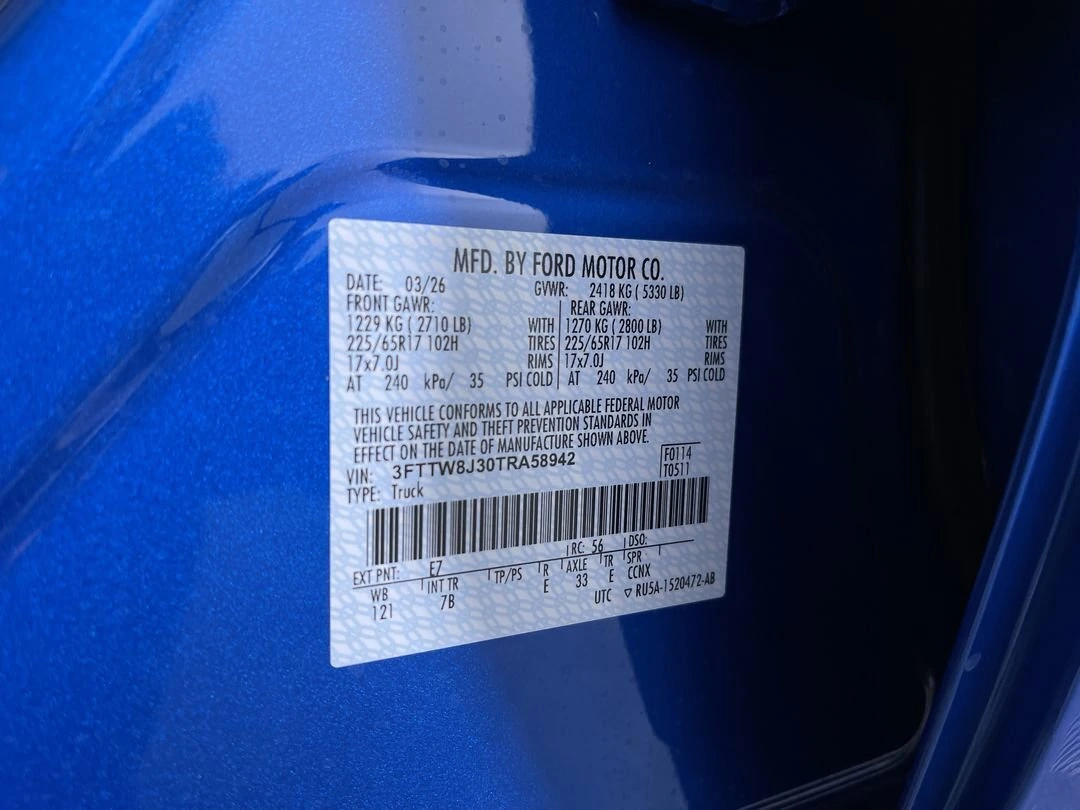 MFD. BY FORD MOTOR CO.
DATE: 03/26 GVWR: 2418 KG ( 5330 LB)
FRONT GAWR: REAR GAWR:
1229 KG ( 2710 LB) WITH 1270 KG ( 2800 LB) WITH
225/65R17 102H TIRES 225/65R17 102H TIRES
17x7.0J RIMS 17x7.0J RIMS
AT 240 kPa/ 35 PSI COLD AT 240 kPa/ 35 PSI COLD
THIS VEHICLE CONFORMS TO ALL APPLICABLE FEDERAL MOTOR
VEHICLE SAFETY AND THEFT PREVENTION STANDARDS IN
EFFECT ON THE DATE OF MANUFACTURE SHOWN ABOVE.
VIN: 3FTTW8J30TRA58942 F0114
TYPE: Truck T0511
EXT PNT: E7 RC: 56 DSO:
WB INT TR TP/PS R AXLE TR SPR
121 7B E 33 E CCNX
UTC ▽ RU5A-1520472-AB